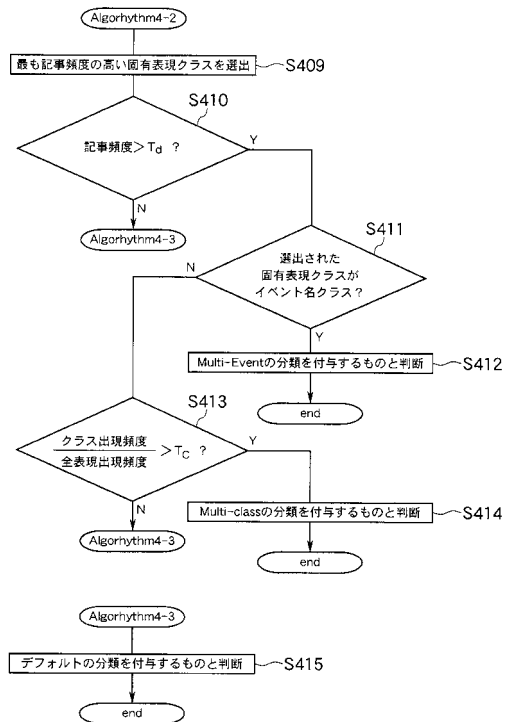 Algorhythm4-2
最も記事頻度の高い固有表現クラスを選出
S409
S410
記事頻度＞Td ？
Y
N
Algorhythm4-3
S411
選出された
固有表現クラスが
イベント名クラス？
N
Y
Multi-Eventの分類を付与するものと判断
S412
end
S413
クラス出現頻度
全表現出現頻度
＞TC ？
Y
N
Algorhythm4-3
Multi-classの分類を付与するものと判断
S414
end
Algorhythm4-3
デフォルトの分類を付与するものと判断
S415
end